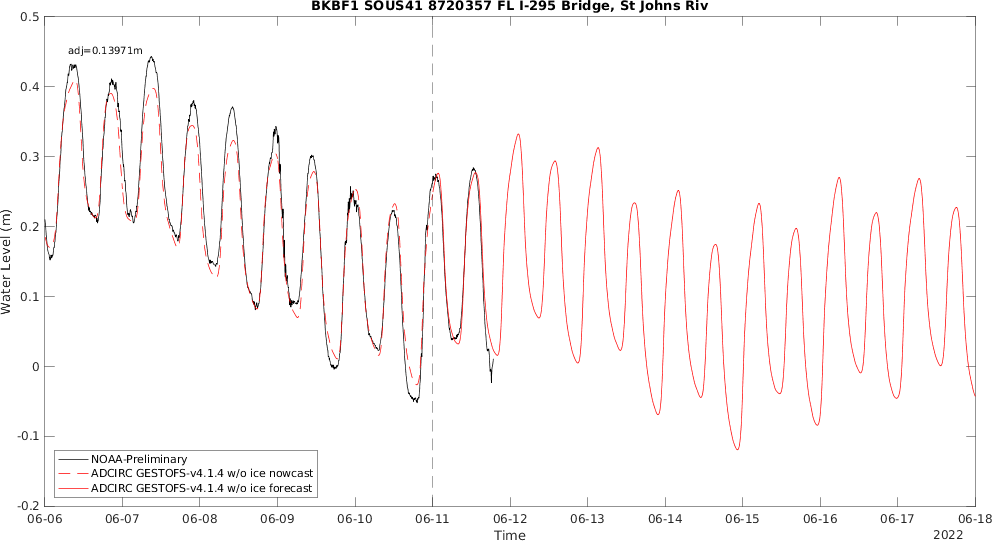 BKBF1 SOUS41 8720357 FL I-295 Bridge, St Johns Riv
adj=0.13971m
0.5
0.4
0.3
0.2
0.1
0
-0.1
-0.2
Water Level (m)
NOAA-Preliminary
ADCIRC GESTOFS-v4.1.4 w/o ice nowcast
ADCIRC GESTOFS-v4.1.4 w/o ice forecast
06-06 06-07 06-08 06-09 06-10 06-11 06-12 06-13 06-14 06-15 06-16 06-17 06-18
Time
2022